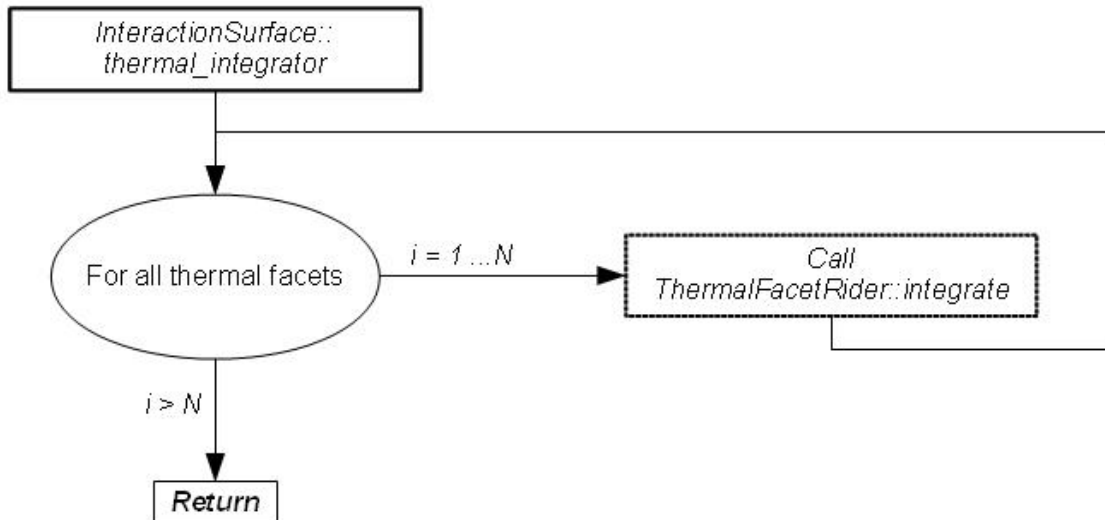 InteractionSurface::
thermal_integrator
For all thermal facets
i = 1 ...N
Call
ThermalFacetRider::integrate
i > N
Return